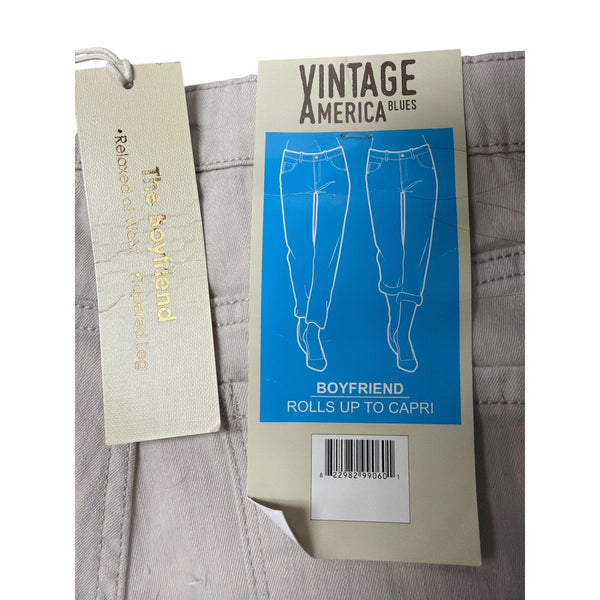 The Boyfriend
•Relaxed at Waist •Tapered Leg
VINTAGE
AMERICA
BLUES
BOYFRIEND
ROLLS UP TO CAPRI
8 22982 99060 1